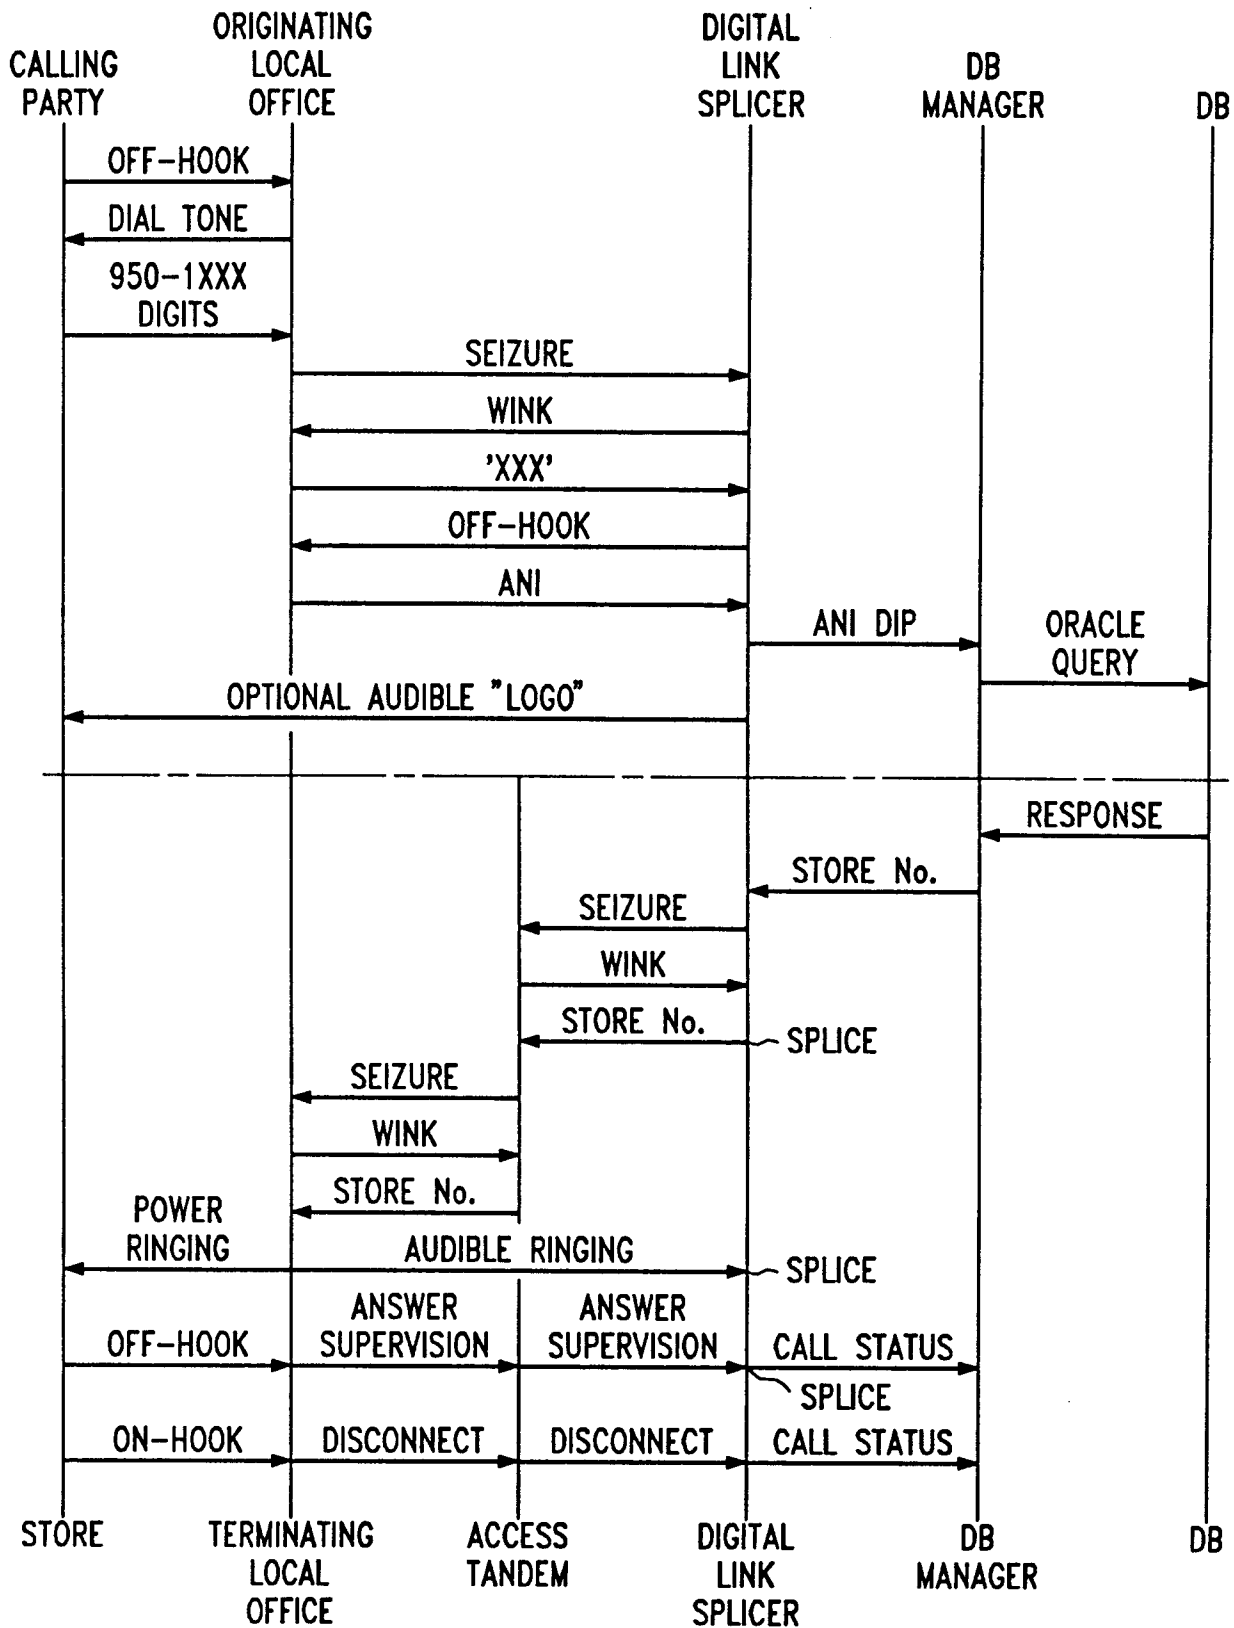 CALLING
PARTY
ORIGINATING
LOCAL
OFFICE
DIGITAL
LINK
SPLICER
DB
MANAGER
DB
OFF-HOOK
DIAL TONE
950-1XXX
DIGITS
SEIZURE
WINK
'XXX'
OFF-HOOK
ANI
ANI DIP
ORACLE
QUERY
OPTIONAL AUDIBLE "LOGO"
RESPONSE
STORE No.
SEIZURE
WINK
STORE No.
SPLICE
SEIZURE
WINK
STORE No.
POWER
RINGING
AUDIBLE RINGING
SPLICE
OFF-HOOK
ANSWER
SUPERVISION
ANSWER
SUPERVISION
CALL STATUS
SPLICE
ON-HOOK
DISCONNECT
DISCONNECT
CALL STATUS
STORE
TERMINATING
LOCAL
OFFICE
ACCESS
TANDEM
DIGITAL
LINK
SPLICER
DB
MANAGER
DB